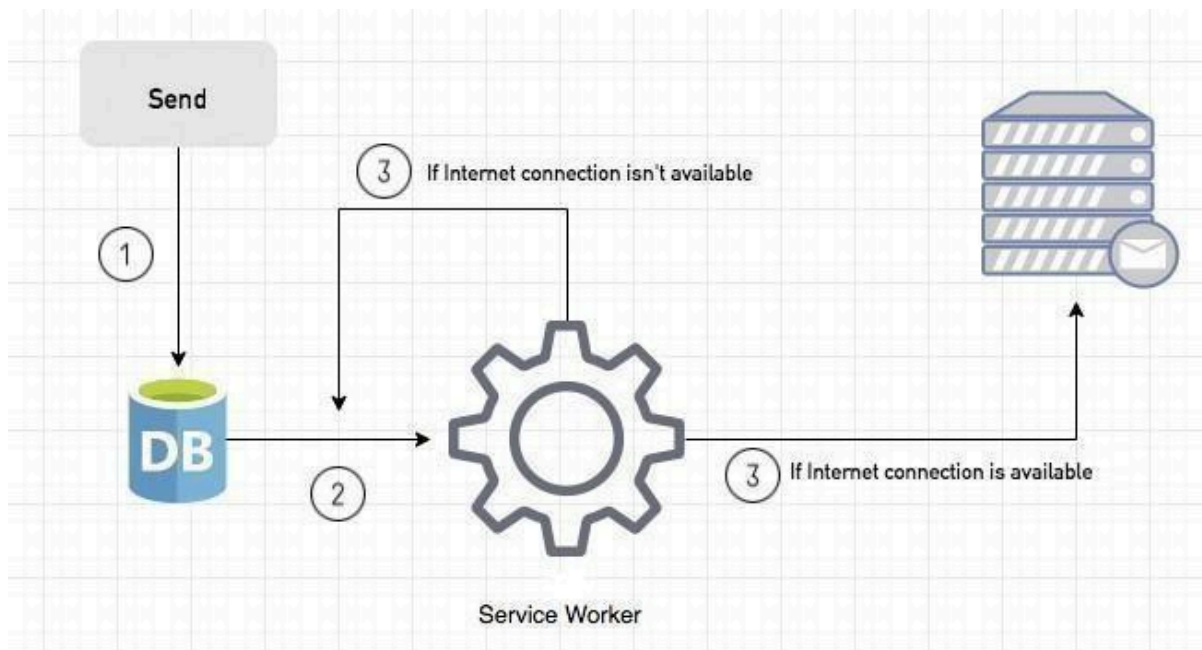 Send
3 If Internet connection isn't available
1
DB
2
3 If Internet connection is available
Service Worker